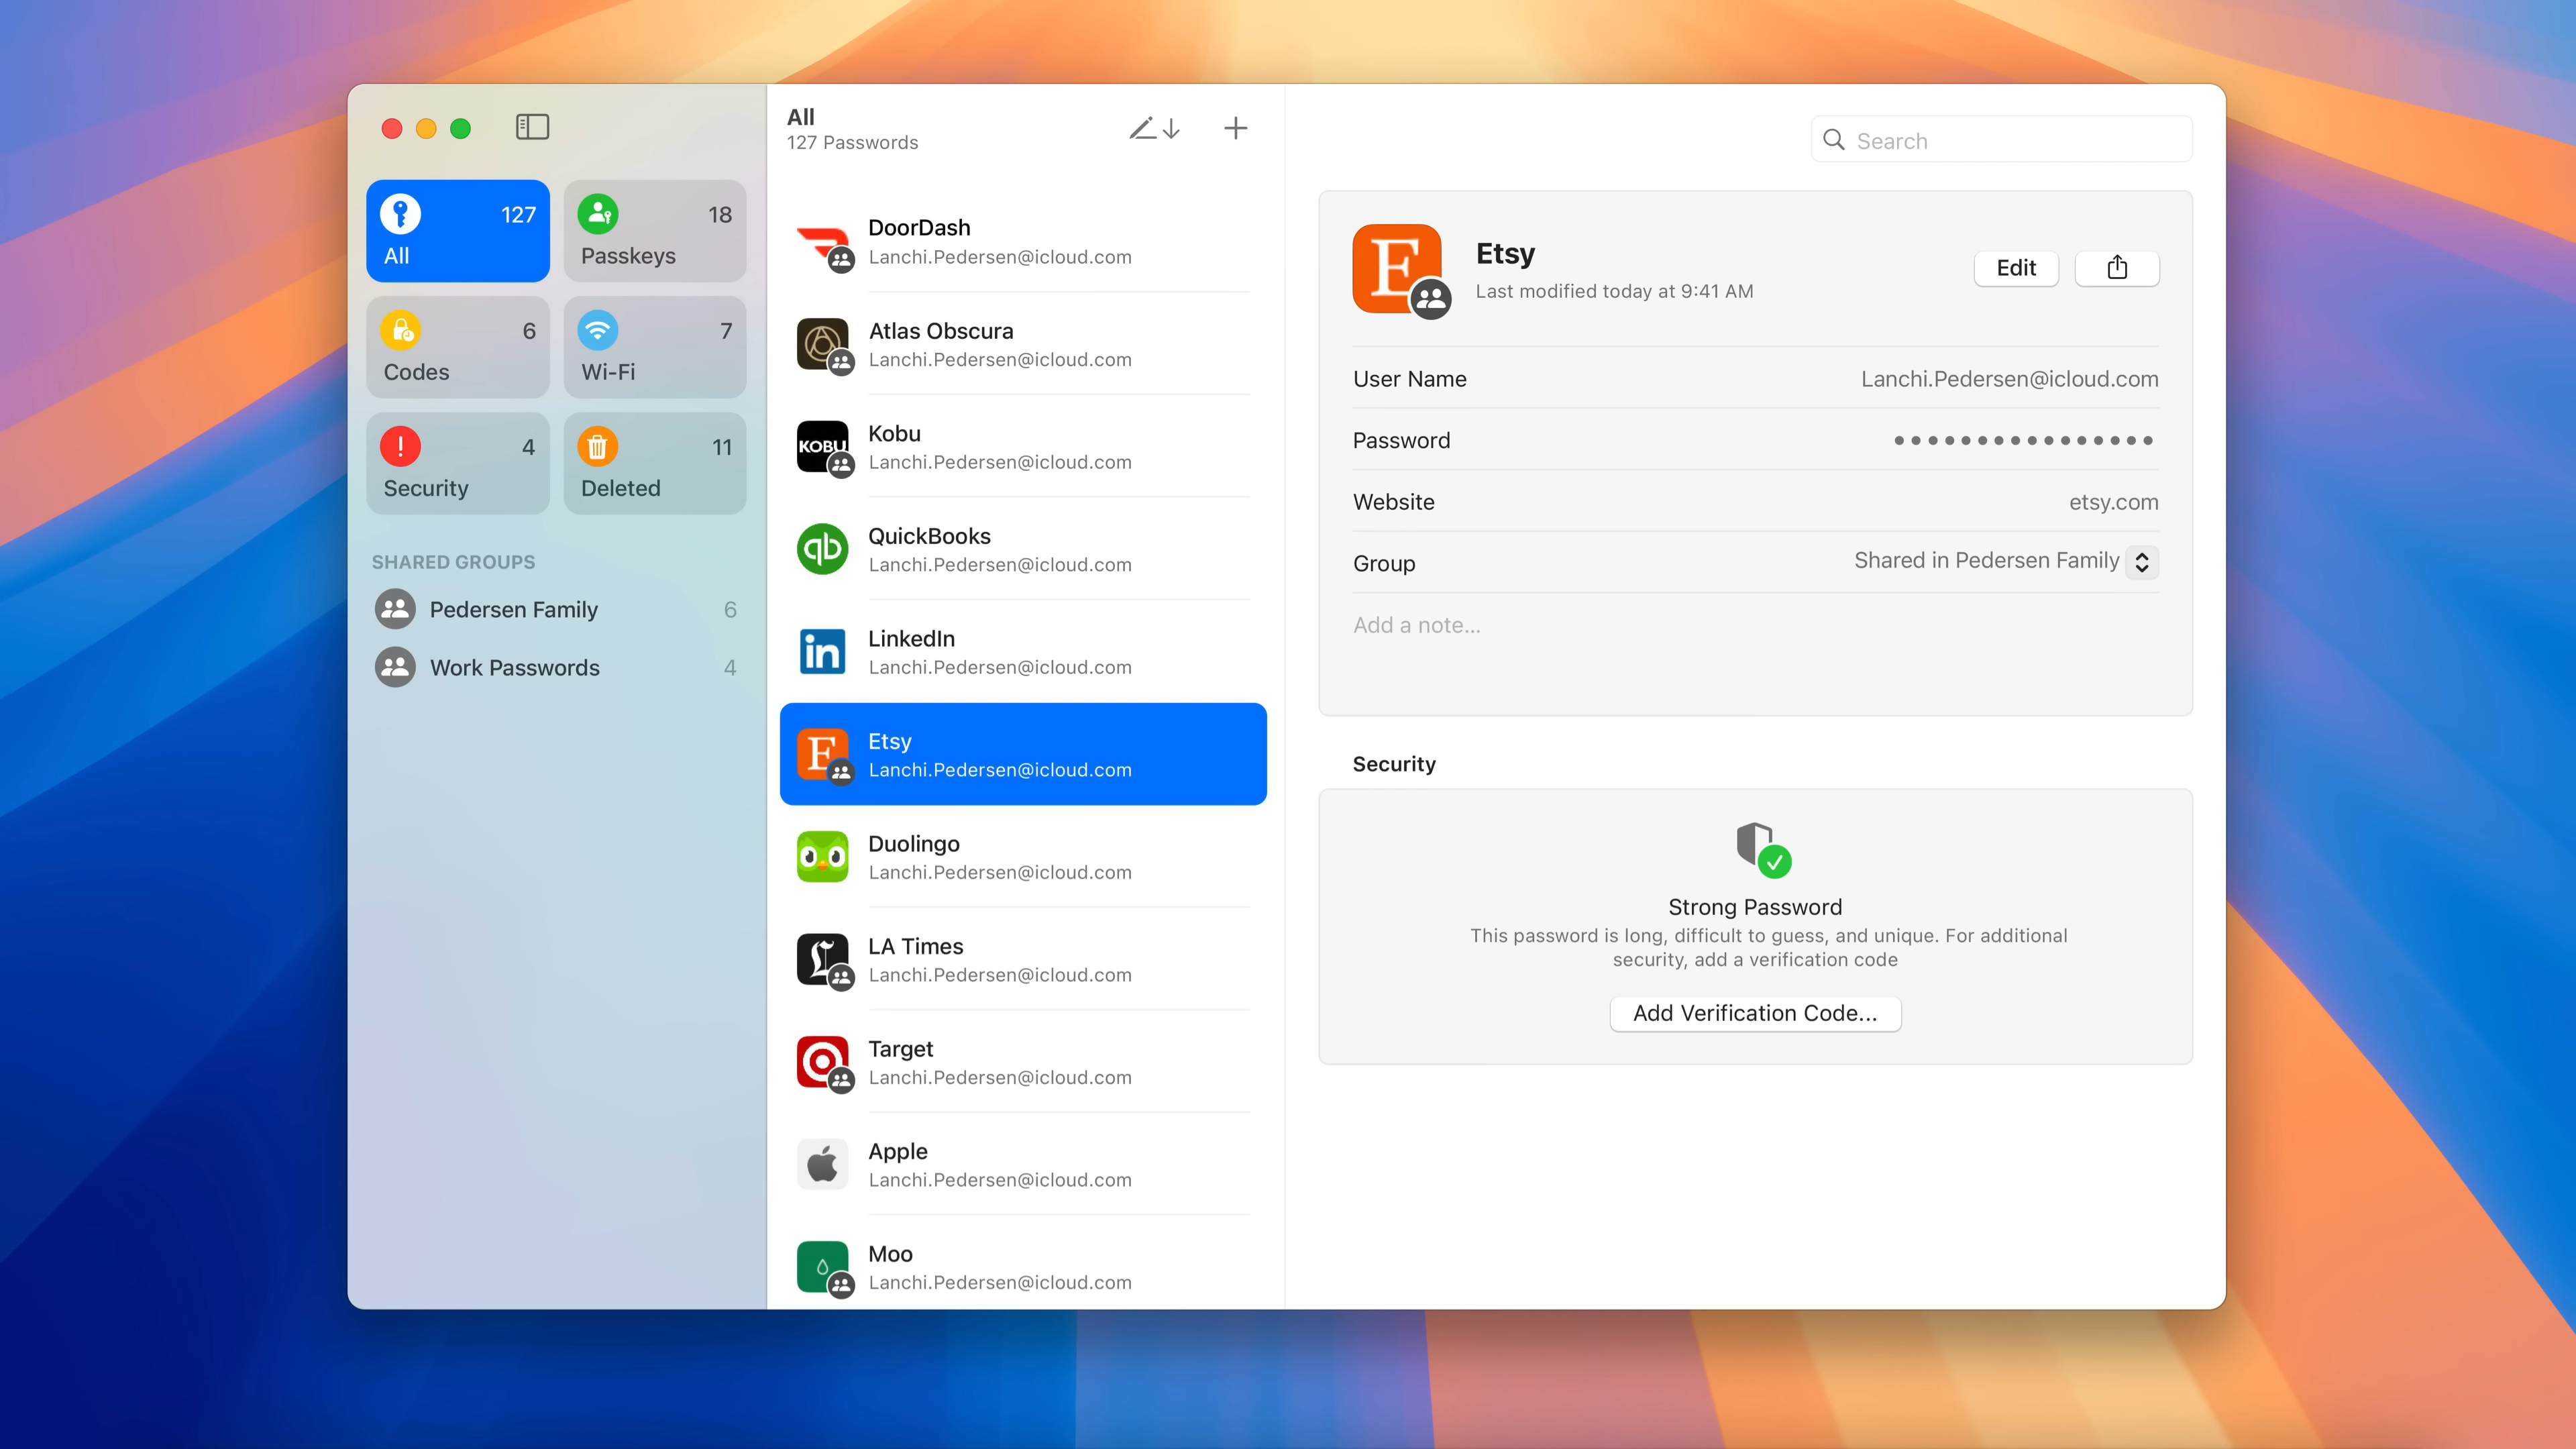 127
All
18
Passkeys
6
Codes
7
Wi-Fi
4
Security
11
Deleted
SHARED GROUPS
Pedersen Family 6
Work Passwords 4
All
127 Passwords
DoorDash
Lanchi.Pedersen@icloud.com
Atlas Obscura
Lanchi.Pedersen@icloud.com
KOBU
Kobu
Lanchi.Pedersen@icloud.com
qb
QuickBooks
Lanchi.Pedersen@icloud.com
in
LinkedIn
Lanchi.Pedersen@icloud.com
E
Etsy
Lanchi.Pedersen@icloud.com
Duolingo
Lanchi.Pedersen@icloud.com
L
LA Times
Lanchi.Pedersen@icloud.com
Target
Lanchi.Pedersen@icloud.com
Apple
Lanchi.Pedersen@icloud.com
Moo
Lanchi.Pedersen@icloud.com
Search
E
Etsy
Last modified today at 9:41 AM
Edit
User Name Lanchi.Pedersen@icloud.com
Password ••••••••••••••••
Website etsy.com
Group Shared in Pedersen Family
Add a note...
Security
Strong Password
This password is long, difficult to guess, and unique. For additional
security, add a verification code
Add Verification Code...